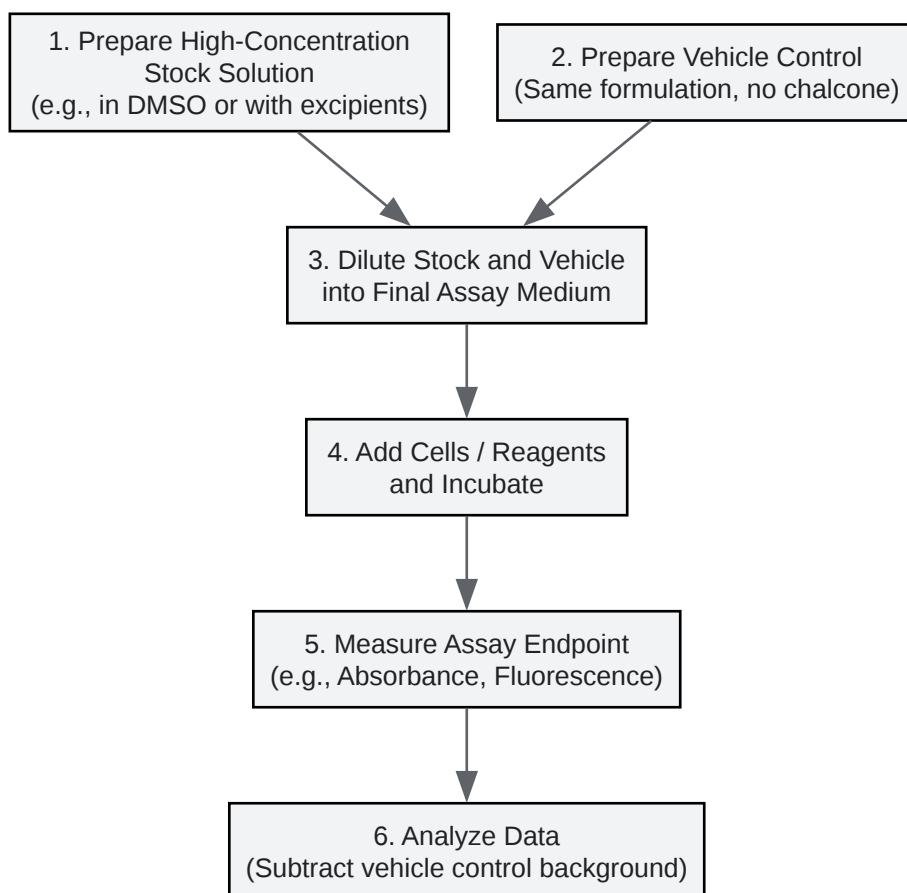 1. Prepare High-Concentration
Stock Solution
(e.g., in DMSO or with excipients)
2. Prepare Vehicle Control
(Same formulation, no chalcone)
3. Dilute Stock and Vehicle
into Final Assay Medium
4. Add Cells / Reagents
and Incubate
5. Measure Assay Endpoint
(e.g., Absorbance, Fluorescence)
6. Analyze Data
(Subtract vehicle control background)